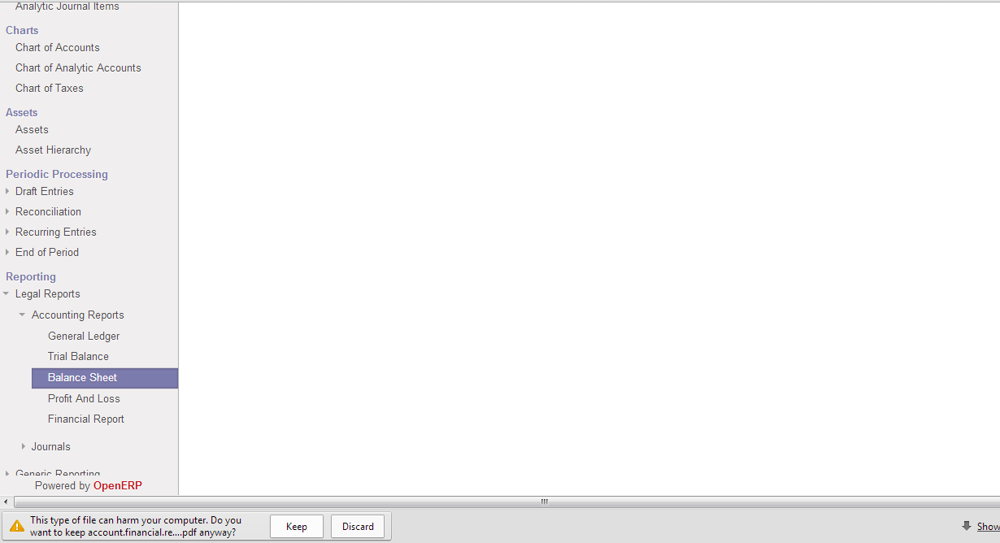 Analytic Journal Items
Charts
Chart of Accounts
Chart of Analytic Accounts
Chart of Taxes
Assets
Assets
Asset Hierarchy
Periodic Processing
Draft Entries
Reconciliation
Recurring Entries
End of Period
Reporting
Legal Reports
Accounting Reports
General Ledger
Trial Balance
Balance Sheet
Profit And Loss
Financial Report
Journals
Generic Reporting
Powered by OpenERP
This type of file can harm your computer. Do you
want to keep account.financial.re....pdf anyway?
Keep
Discard
Show